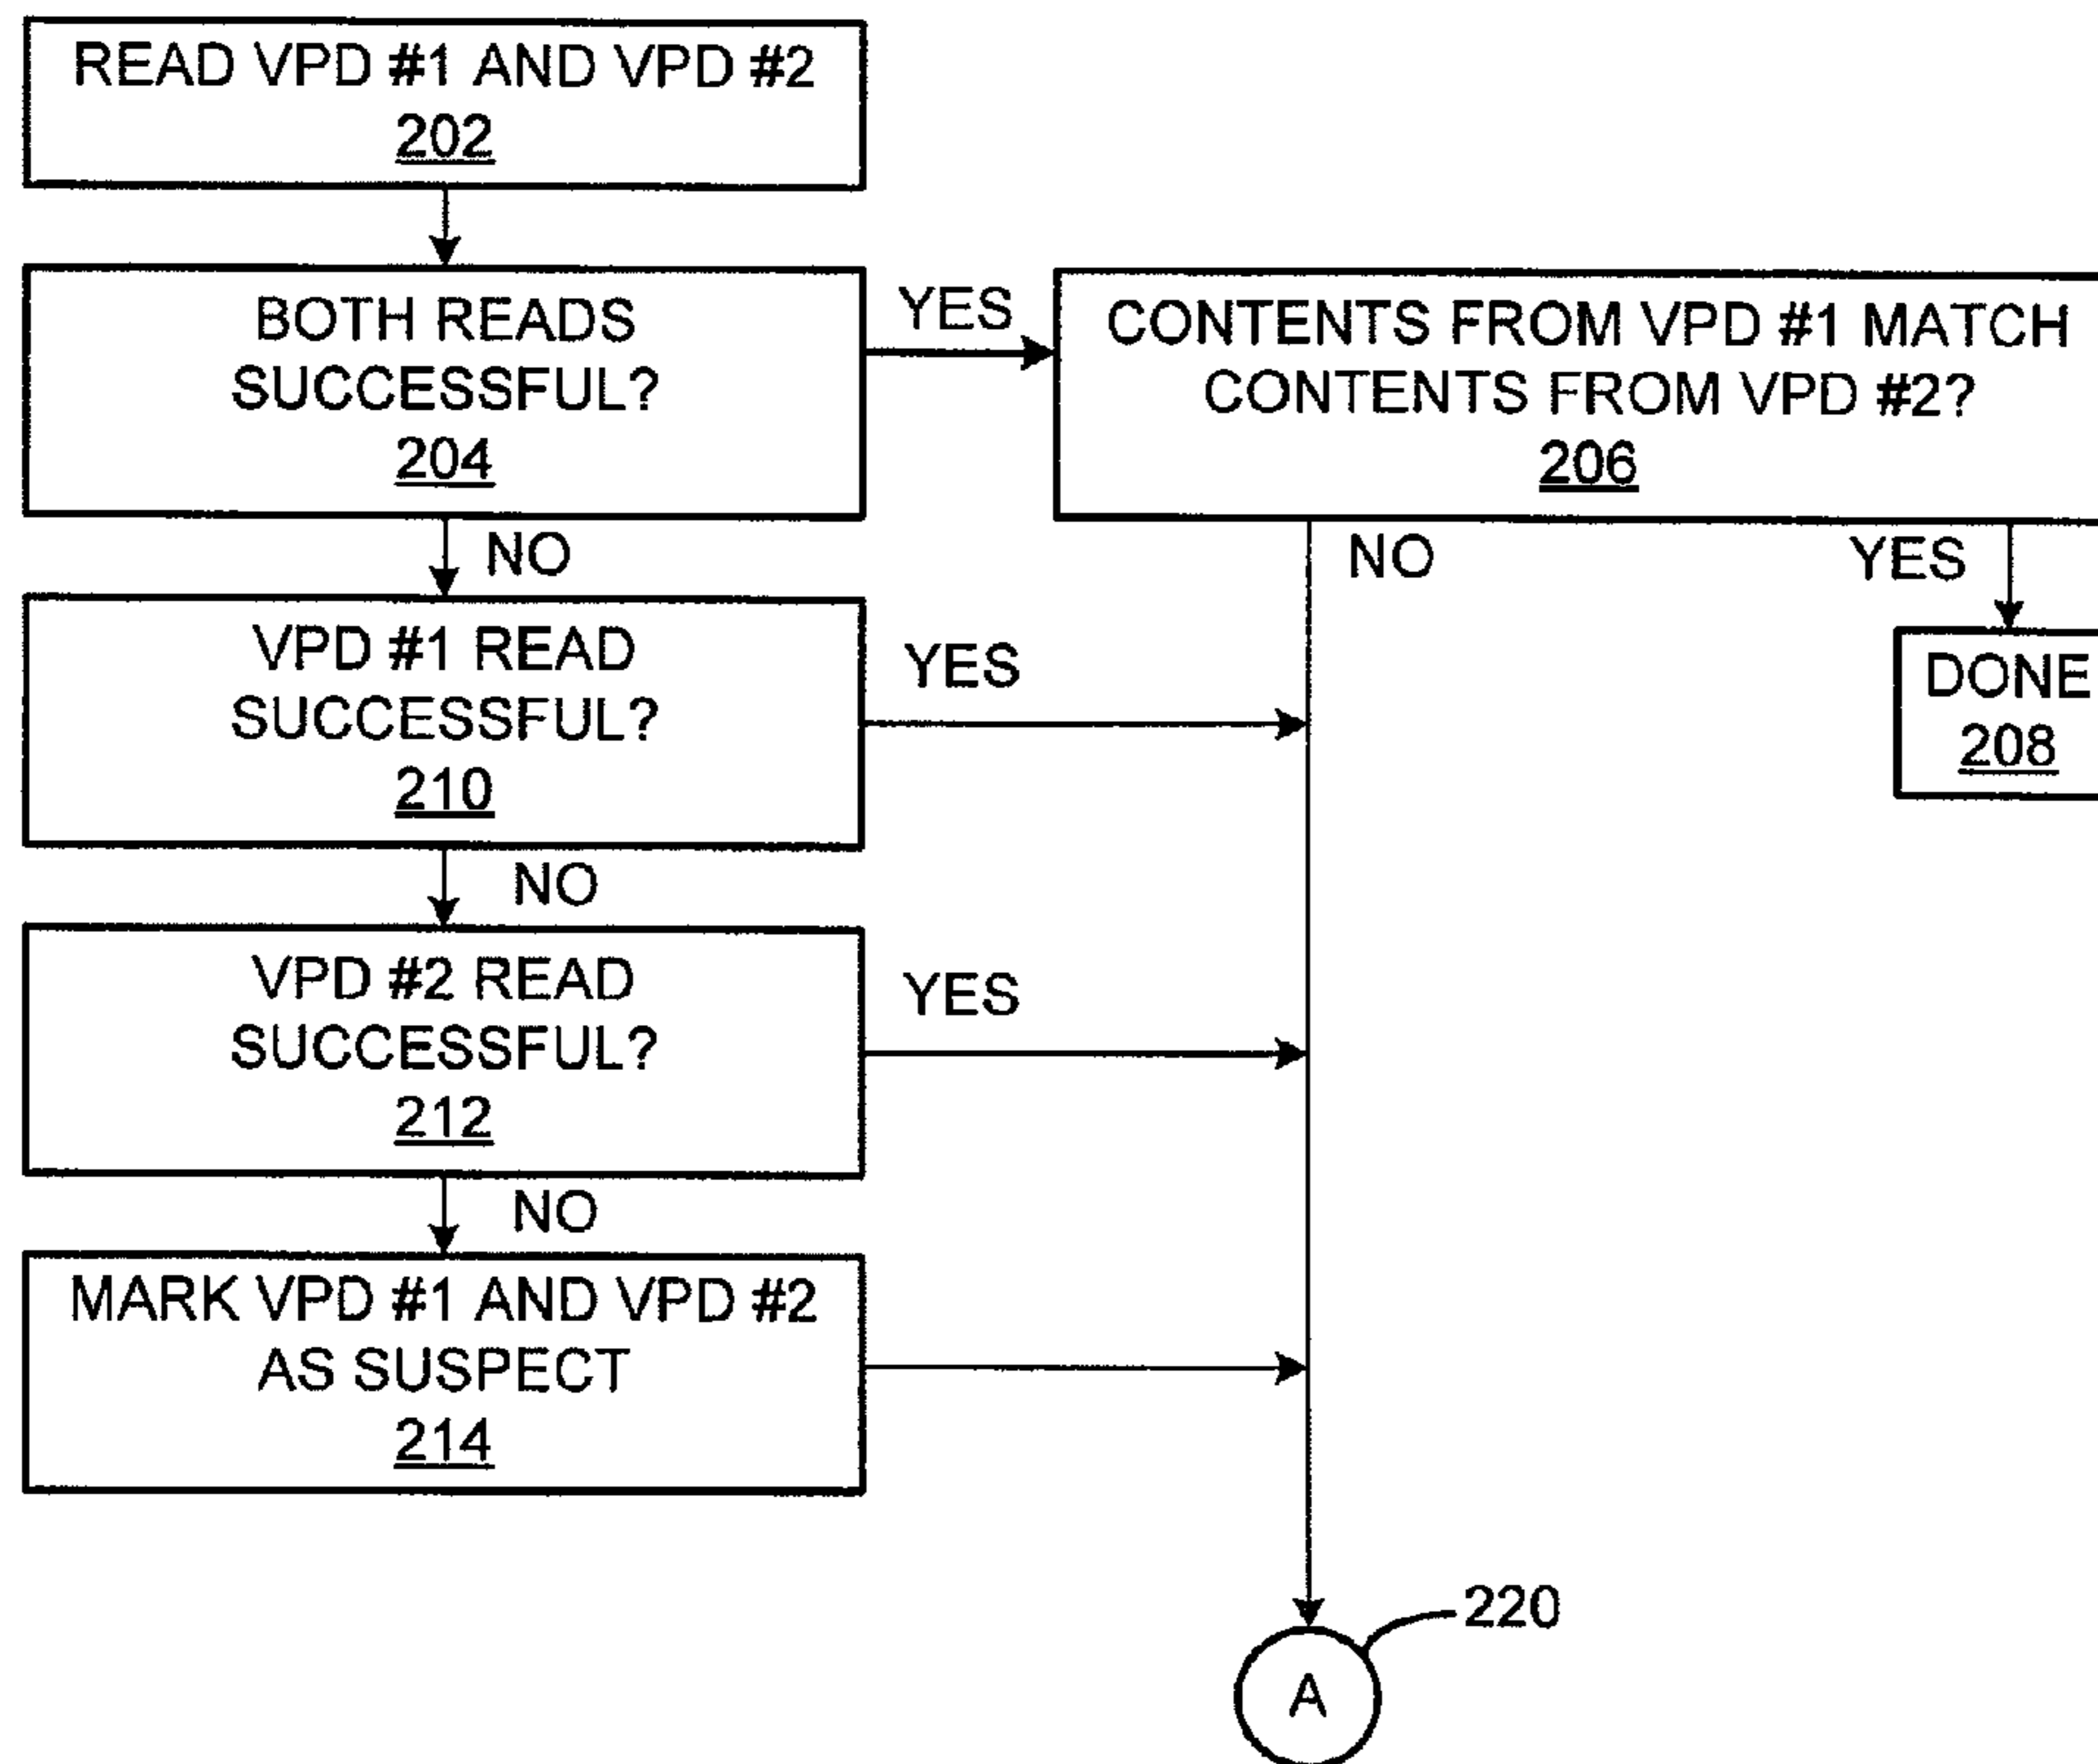 READ VPD #1 AND VPD #2
202
BOTH READS
SUCCESSFUL?
204
YES
CONTENTS FROM VPD #1 MATCH
CONTENTS FROM VPD #2?
206
NO
NO
YES
VPD #1 READ
SUCCESSFUL?
210
YES
DONE
208
NO
VPD #2 READ
SUCCESSFUL?
212
YES
NO
MARK VPD #1 AND VPD #2
AS SUSPECT
214
220
A